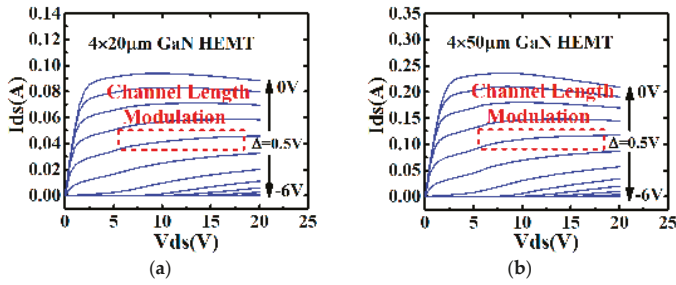 0.14
0.12
0.10
0.08
0.06
0.04
0.02
0.00
Ids(A)
4×20μm GaN HEMT
Channel Length
Modulation
0V
Δ=0.5V
-6V
0 5 10 15 20 25
Vds(V)
(a)
0.35
0.30
0.25
0.20
0.15
0.10
0.05
0.00
Ids(A)
4×50μm GaN HEMT
Channel Length
Modulation
0V
Δ=0.5V
-6V
0 5 10 15 20 25
Vds(V)
(b)